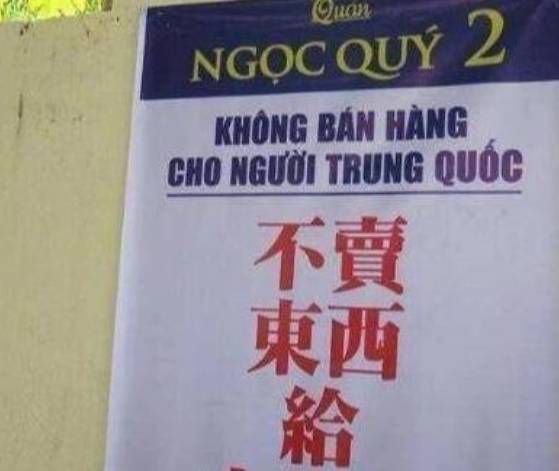 Quan
NGỌC QUÝ 2
KHÔNG BÁN HÀNG
CHO NGƯỜI TRUNG QUỐC
不賣
東西
給